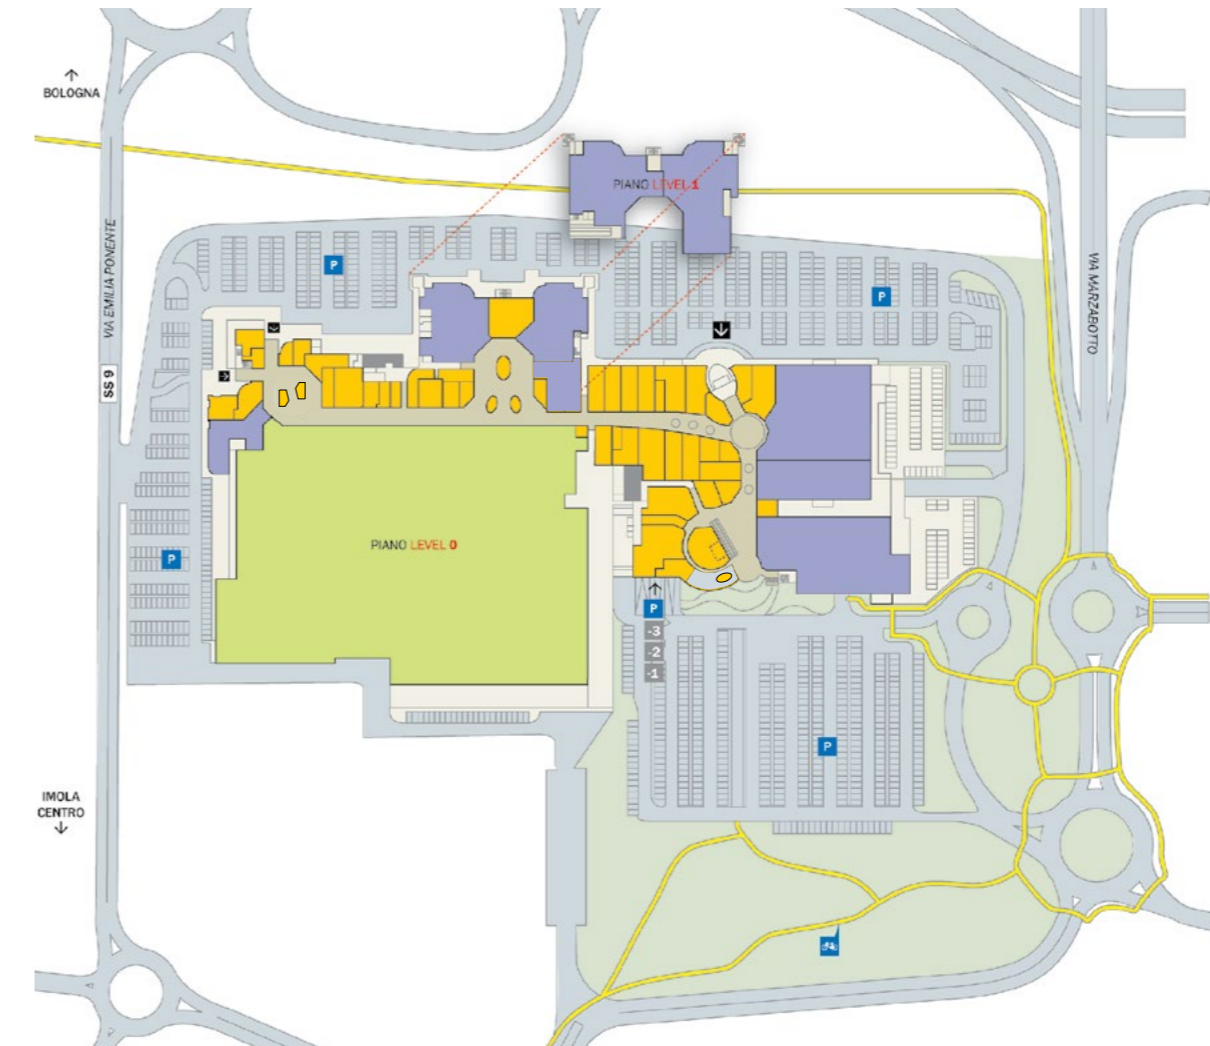 BOLOGNA
PIANO LEVEL 1
VIA EMILIA PONENTE
P
P
VIA MARZABOTTO
SS 9
PIANO LEVEL 0
P
P
-3
-2
-1
P
IMOLA
CENTRO